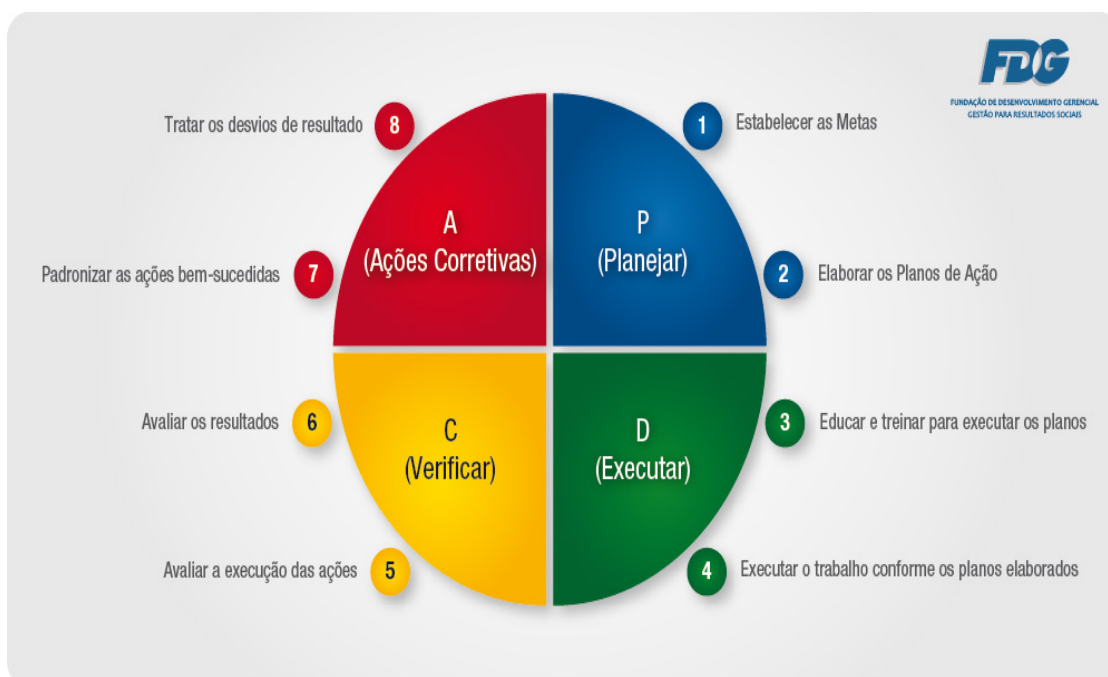 FDG
FUNDAÇÃO DE DESENVOLVIMENTO GERENCIAL
GESTÃO PARA RESULTADOS SOCIAIS
1 Estabelecer as Metas
2 Elaborar os Planos de Ação
3 Educar e treinar para executar os planos
4 Executar o trabalho conforme os planos elaborados
5 Avaliar a execução das ações
6 Avaliar os resultados
7 Padronizar as ações bem-sucedidas
8 Tratar os desvios de resultado
P
(Planejar)
D
(Executar)
C
(Verificar)
A
(Ações Corretivas)